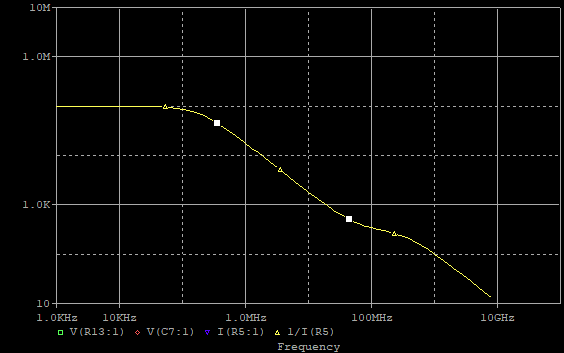 10M
1.0M
1.0K
10
1.0KHz 10KHz 1.0MHz 100MHz 10GHz
V(R13:1) V(C7:1) I(R5:1) 1/I(R5)
Frequency